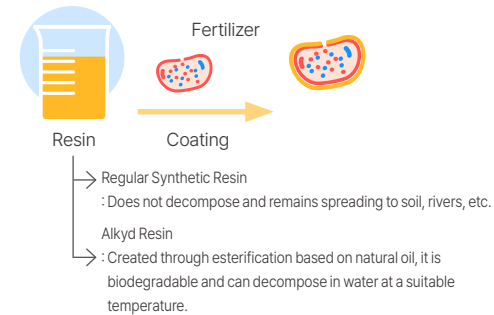 Fertilizer
Resin
Coating
Regular Synthetic Resin
: Does not decompose and remains spreading to soil, rivers, etc.
Alkyd Resin
: Created through esterification based on natural oil, it is
biodegradable and can decompose in water at a suitable
temperature.